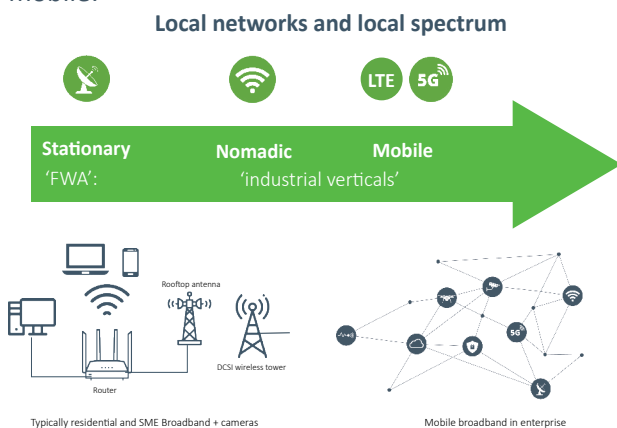 mobile.
Local networks and local spectrum
LTE 5G
Stationary Nomadic Mobile
‘FWA’: ‘industrial verticals’
Rooftop antenna
DCSI wireless tower
Router
5G
Typically residential and SME Broadband + cameras
Mobile broadband in enterprise